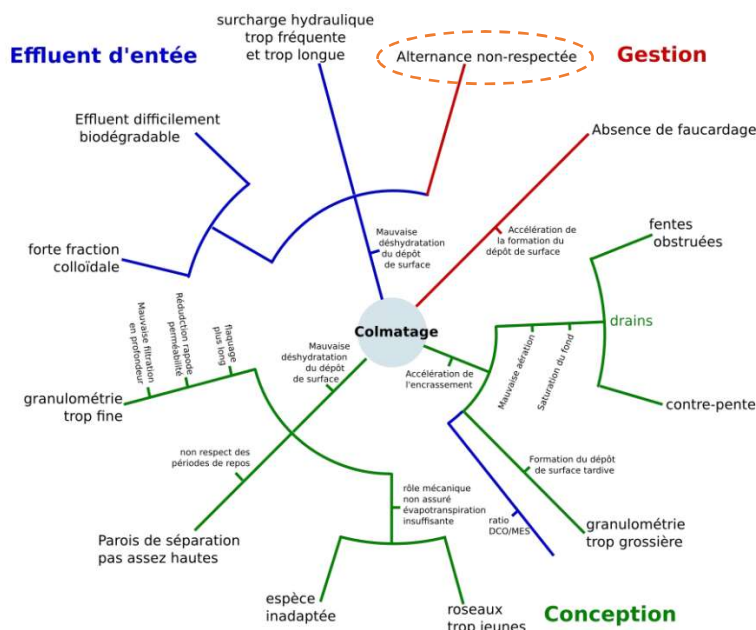 surcharge hydraulique
trop fréquente
et trop longue
Effluent d'entée
Alternance non-respectée
Gestion
Effluent difficilement
biodégradable
Absence de faucardage
forte fraction
colloïdale
Mauvaise
déshydratation
du dépôt
de surface
Accélération de
la formation du
dépôt de surface
fentes
obstruées
Mauvaise filtration
en profondeur
Rédudction rapode
perméabilité
flaquage
plus long
Mauvaise
déshydratation
du dépôt
de surface
Colmatage
drains
Accélération de
l'encrassement
Mauvaise aération
Saturation du fond
granulométrie
trop fine
contre-pente
non respect des
périodes de repos
rôle mécanique
non assuré
évapotranspiration
insuffisante
Formation du dépôt
de surface tardive
ratio
DCO/MES
Parois de séparation
pas assez hautes
granulométrie
trop grossière
espèce
inadaptée
roseaux
trop jeunes
Conception